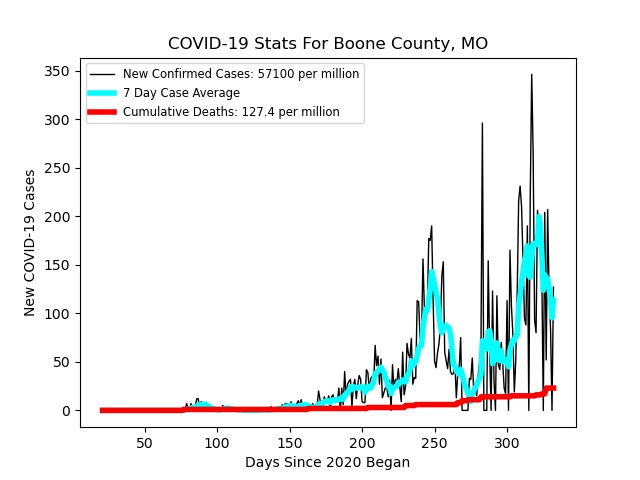 COVID-19 Stats For Boone County, MO
New Confirmed Cases: 57100 per million
7 Day Case Average
Cumulative Deaths: 127.4 per million
New COVID-19 Cases
350
300
250
200
150
100
50
0
50 100 150 200 250 300
Days Since 2020 Began